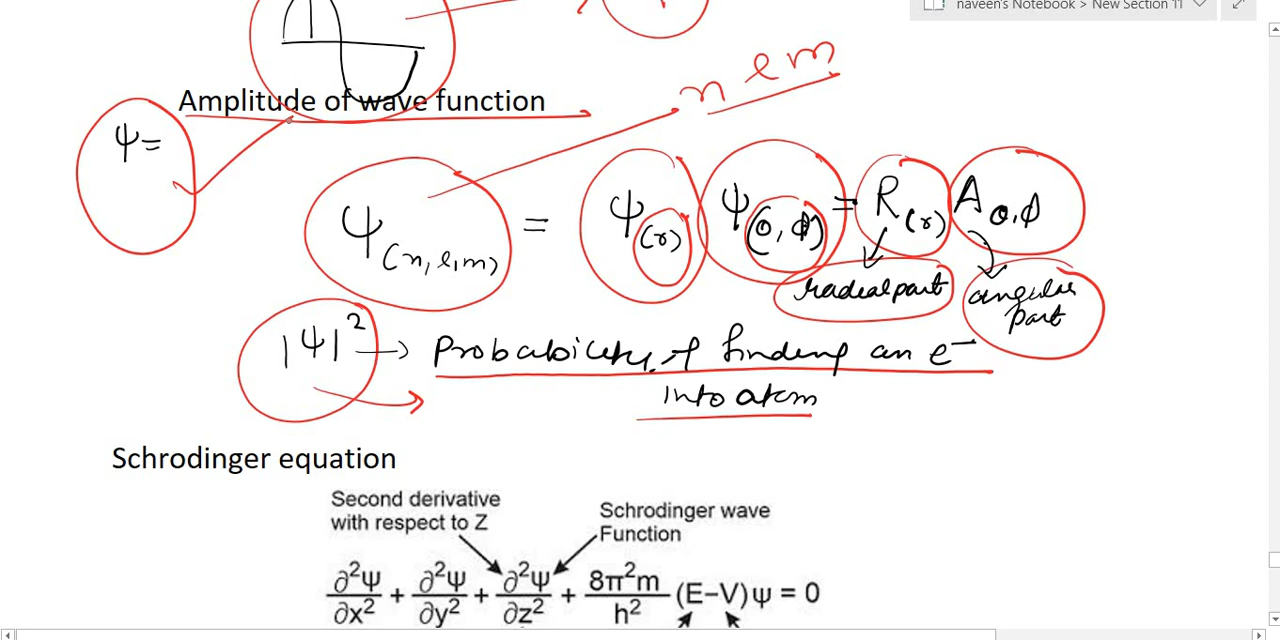 naveen's Notebook > New Section 11
n l m
Amplitude of wave function
ψ=
ψ(n,l,m) = ψ(r) ψ(θ,ϕ) = R(r) Aθ,ϕ
radial part
angular
part
|ψ|² → Probability of finding an e⁻
into atom
Schrodinger equation
Second derivative
with respect to Z
Schrodinger wave
Function
∂²Ψ/∂x² + ∂²Ψ/∂y² + ∂²Ψ/∂z² + 8π²m/h² (E−V)ψ = 0